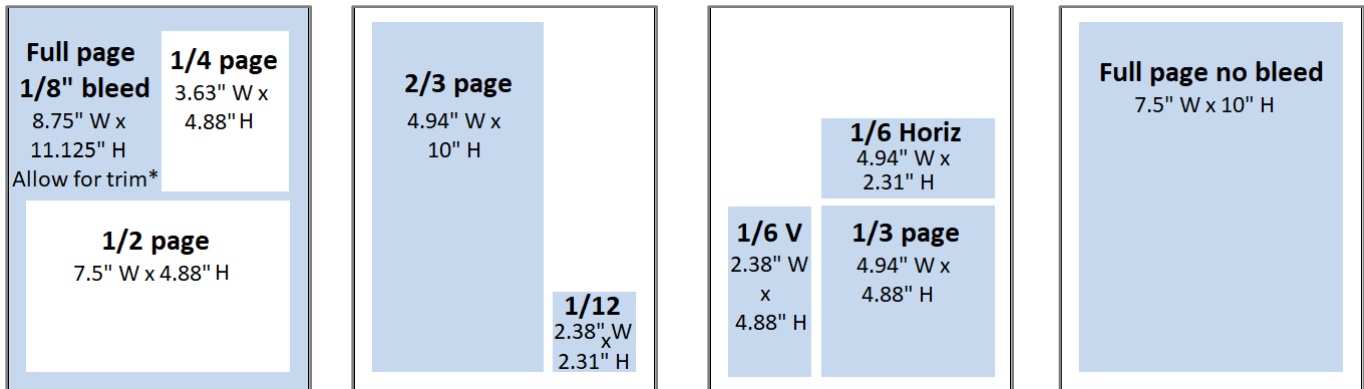 Full page
1/8" bleed
8.75" W x
11.125" H
Allow for trim*
1/4 page
3.63" W x
4.88" H
1/2 page
7.5" W x 4.88" H
2/3 page
4.94" W x
10" H
1/12
2.38" W
x
2.31" H
1/6 Horiz
4.94" W x
2.31" H
1/6 V
2.38" W
x
4.88" H
1/3 page
4.94" W x
4.88" H
Full page no bleed
7.5" W x 10" H